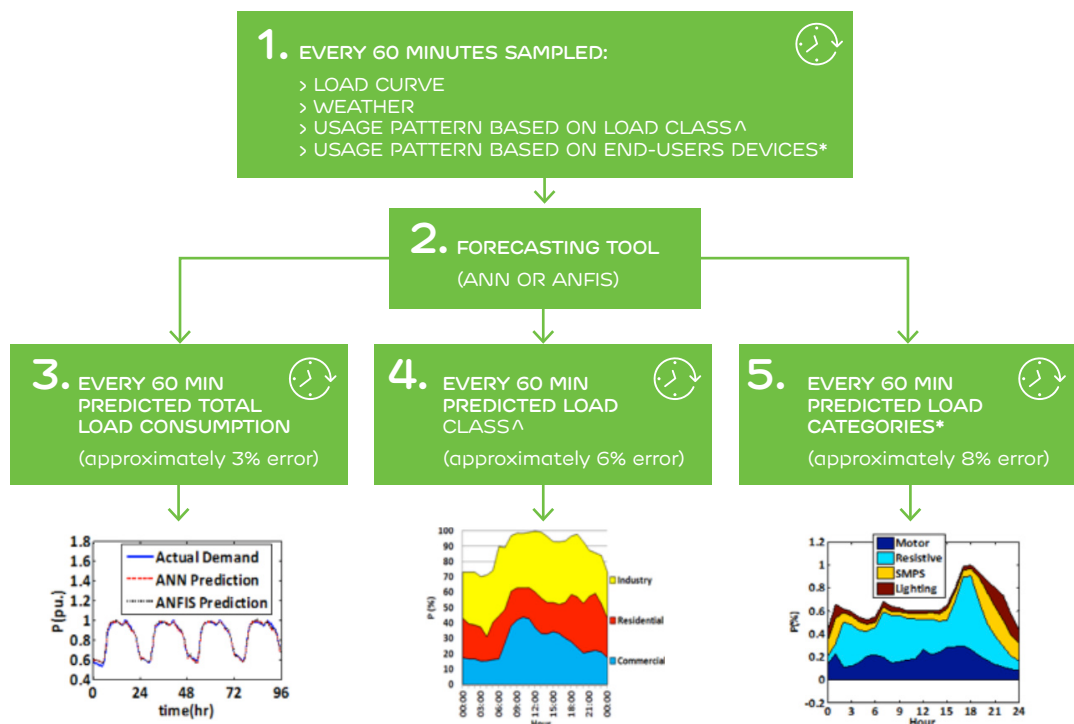 1. EVERY 60 MINUTES SAMPLED:
> LOAD CURVE
> WEATHER
> USAGE PATTERN BASED ON LOAD CLASS^
> USAGE PATTERN BASED ON END-USERS DEVICES*
2. FORECASTING TOOL
(ANN OR ANFIS)
3. EVERY 60 MIN
PREDICTED TOTAL
LOAD CONSUMPTION
(approximately 3% error)
4. EVERY 60 MIN
PREDICTED LOAD
CLASS^
(approximately 6% error)
5. EVERY 60 MIN
PREDICTED LOAD
CATEGORIES*
(approximately 8% error)
1.8
1.6
1.4
1.2
1
0.8
0.6
0.4
P(pu.)
Actual Demand
ANN Prediction
ANFIS Prediction
0 24 48 72 96
time(hr)
100
90
80
70
60
50
40
30
20
10
0
P (%)
Industry
Residential
Commercial
00:00 03:00 06:00 09:00 12:00 15:00 18:00 21:00 00:00
Hour
Motor
Resistive
SMPS
Lighting
1.2
1
0.8
0.6
0.4
0.2
0
-0.2
P(%)
0 3 6 9 12 15 18 21 24
Hour